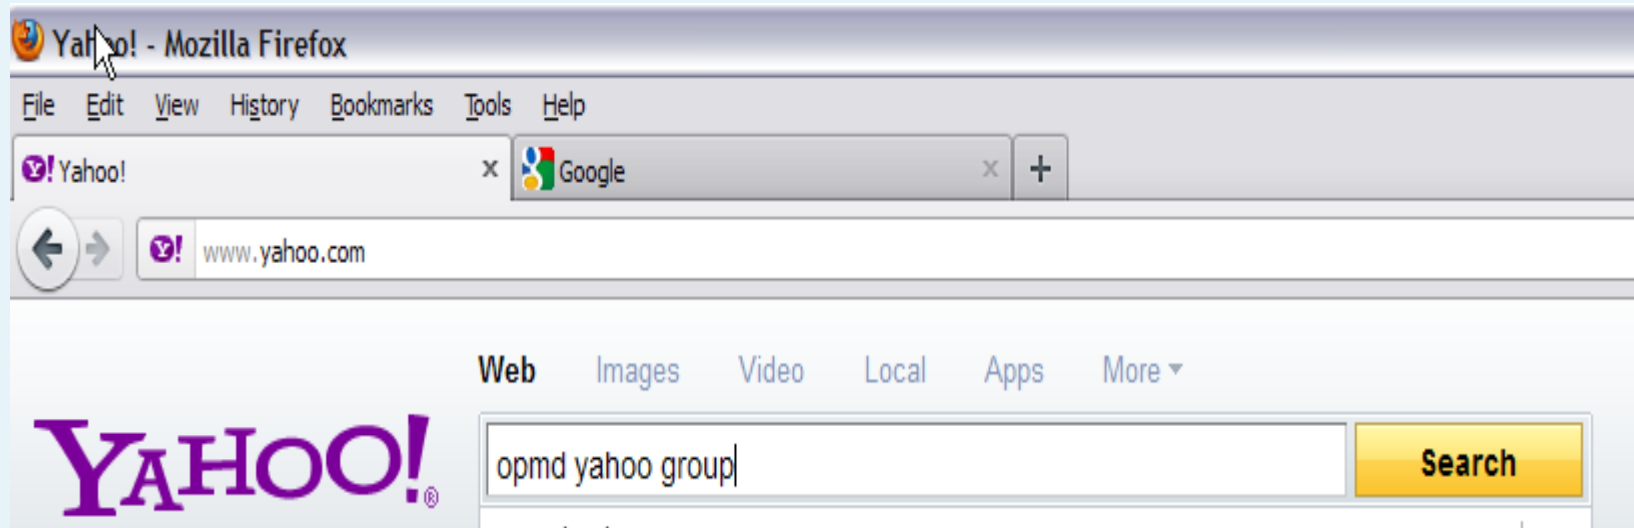 Yahoo! - Mozilla Firefox
File Edit View History Bookmarks Tools Help
Y! Yahoo! x Google x +
Y! www.yahoo.com
Web Images Video Local Apps More
YAHOO!®
opmd yahoo group Search